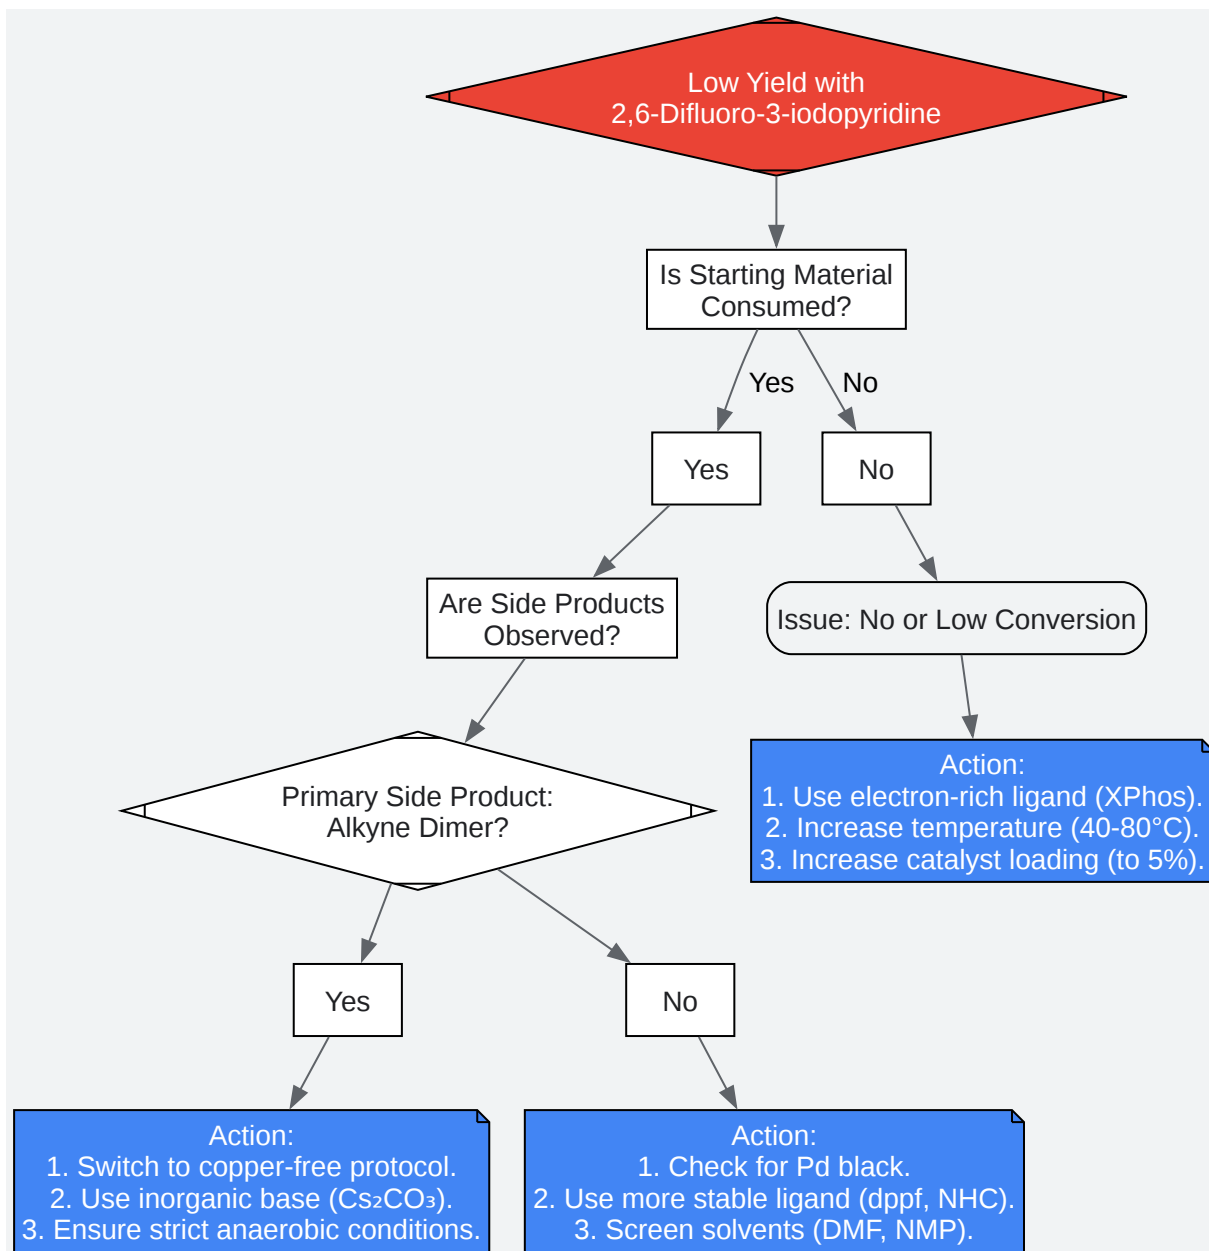 Low Yield with
2,6-Difluoro-3-iodopyridine
Is Starting Material
Consumed?
Yes
No
Yes
No
Are Side Products
Observed?
Issue: No or Low Conversion
Primary Side Product:
Alkyne Dimer?
Action:
1. Use electron-rich ligand (XPhos).
2. Increase temperature (40-80°C).
3. Increase catalyst loading (to 5%).
Yes
No
Action:
1. Switch to copper-free protocol.
2. Use inorganic base (Cs₂CO₃).
3. Ensure strict anaerobic conditions.
Action:
1. Check for Pd black.
2. Use more stable ligand (dppf, NHC).
3. Screen solvents (DMF, NMP).